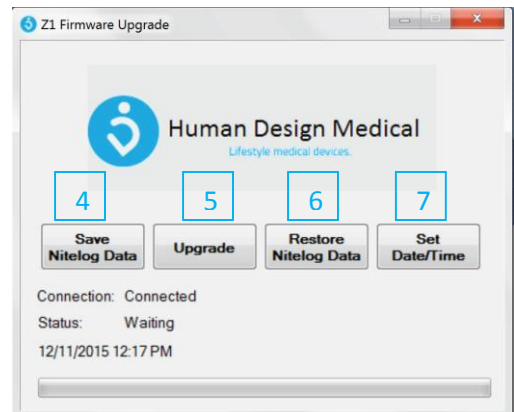 Z1 Firmware Upgrade
Human Design Medical
Lifestyle medical devices.
4 5 6 7
Save Nitelog Data
Upgrade
Restore Nitelog Data
Set Date/Time
Connection: Connected
Status: Waiting
12/11/2015 12:17 PM